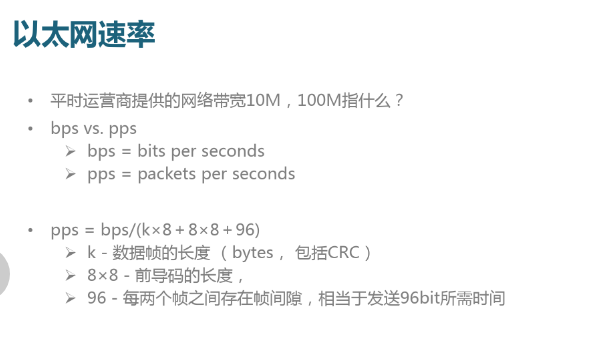 以太网速率
• 平时运营商提供的网络带宽10M，100M指什么？
• bps vs. pps
➢ bps = bits per seconds
➢ pps = packets per seconds
• pps = bps/(k×8＋8×8＋96)
➢ k - 数据帧的长度 （ bytes ， 包括CRC ）
➢ 8×8 - 前导码的长度 ，
➢ 96 - 每两个帧之间存在帧间隙，相当于发送96bit所需时间